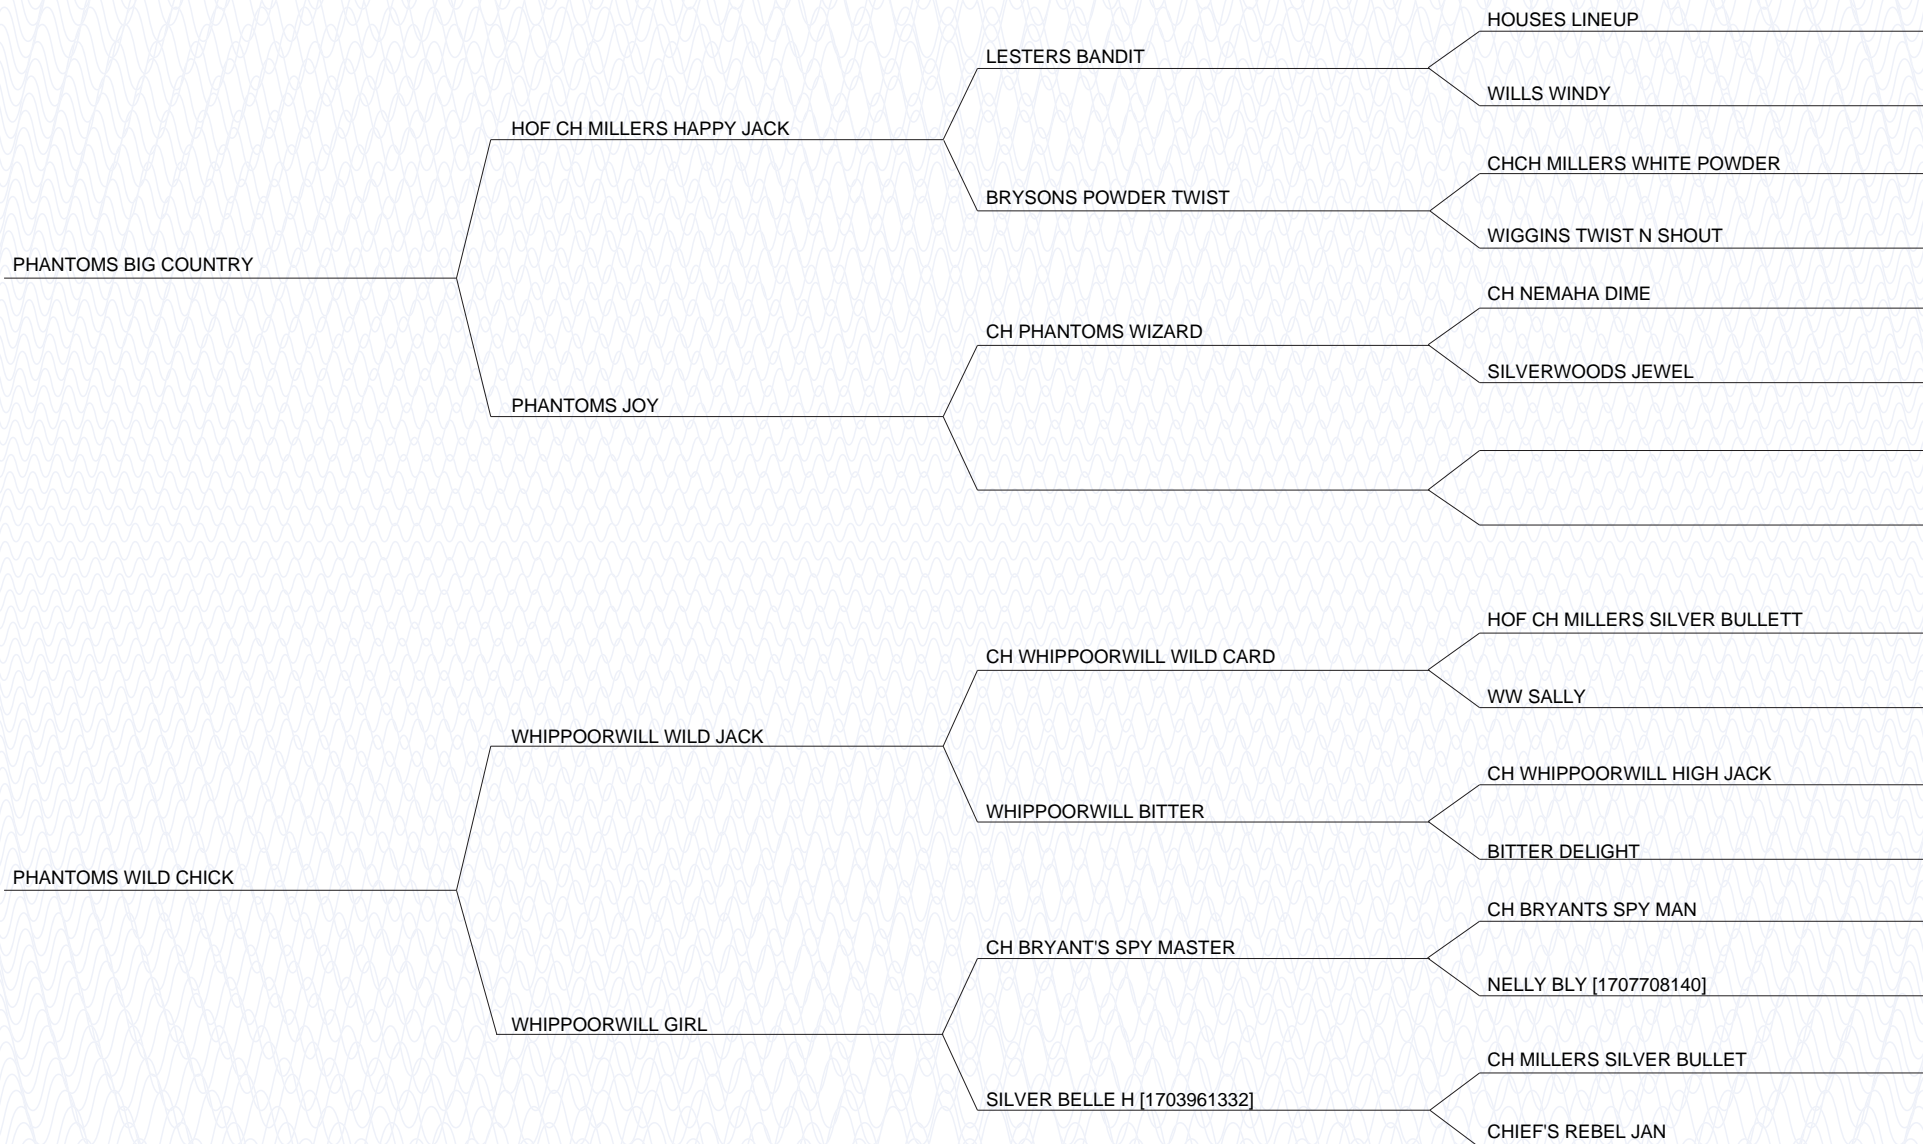 HOUSES LINEUP
LESTERS BANDIT
WILLS WINDY
HOF CH MILLERS HAPPY JACK
CHCH MILLERS WHITE POWDER
BRYSONS POWDER TWIST
WIGGINS TWIST N SHOUT
PHANTOMS BIG COUNTRY
CH NEMAHA DIME
CH PHANTOMS WIZARD
SILVERWOODS JEWEL
PHANTOMS JOY
HOF CH MILLERS SILVER BULLETT
CH WHIPPOORWILL WILD CARD
WW SALLY
WHIPPOORWILL WILD JACK
CH WHIPPOORWILL HIGH JACK
WHIPPOORWILL BITTER
BITTER DELIGHT
PHANTOMS WILD CHICK
CH BRYANTS SPY MAN
CH BRYANT'S SPY MASTER
NELLY BLY [1707708140]
WHIPPOORWILL GIRL
CH MILLERS SILVER BULLET
SILVER BELLE H [1703961332]
CHIEF'S REBEL JAN